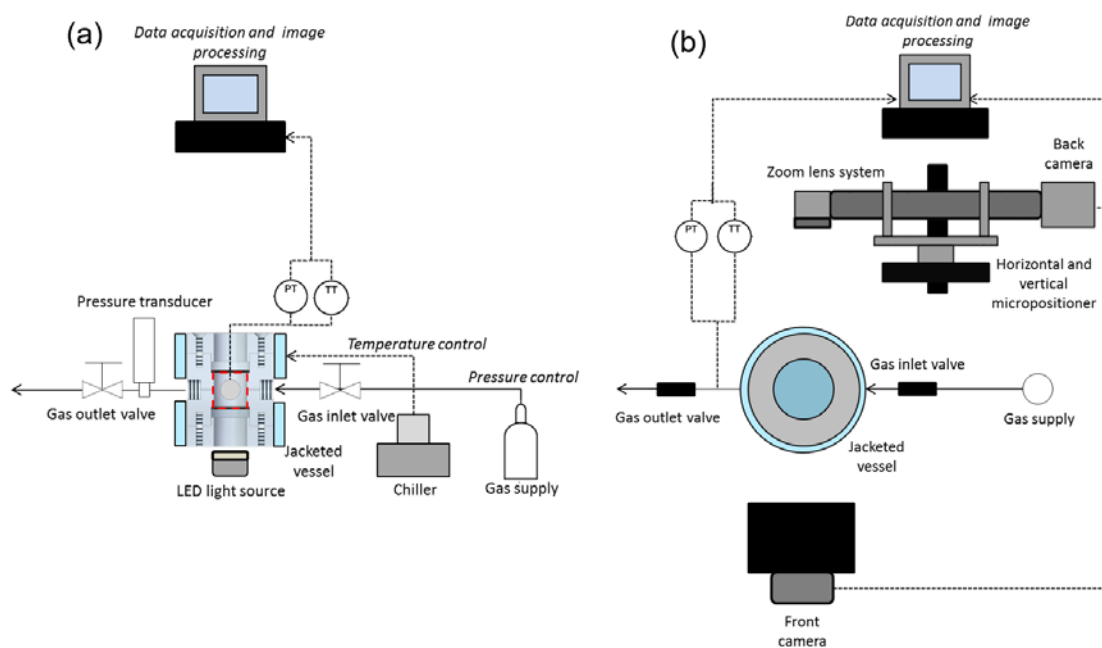 (a)
Data acquisition and image
processing
PT
TT
Pressure transducer
Temperature control
Pressure control
Gas outlet valve
Gas inlet valve
Jacketed
vessel
LED light source
Chiller
Gas supply
(b)
Data acquisition and image
processing
Back
camera
Zoom lens system
PT
TT
Horizontal and
vertical
micropositioner
Gas inlet valve
Gas outlet valve
Gas supply
Jacketed
vessel
Front
camera